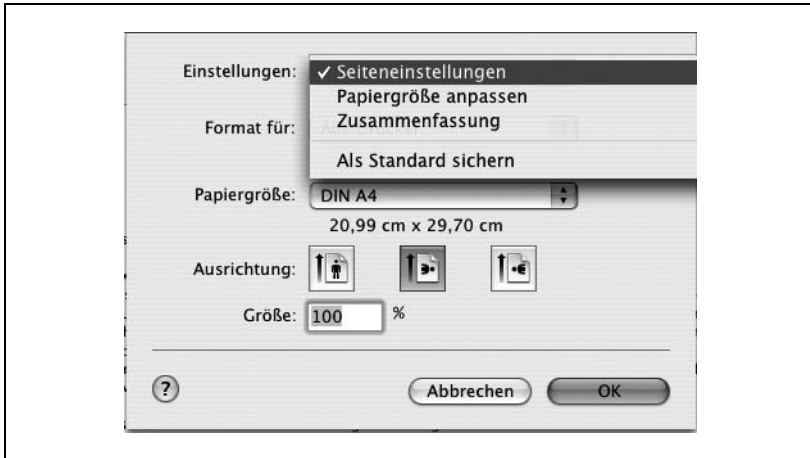 Einstellungen: ✓ Seiteneinstellungen
Papiergröße anpassen
Format für: Zusammenfassung
Als Standard sichern
Papiergröße: DIN A4
20,99 cm x 29,70 cm
Ausrichtung:
Größe: 100 %
? Abbrechen OK